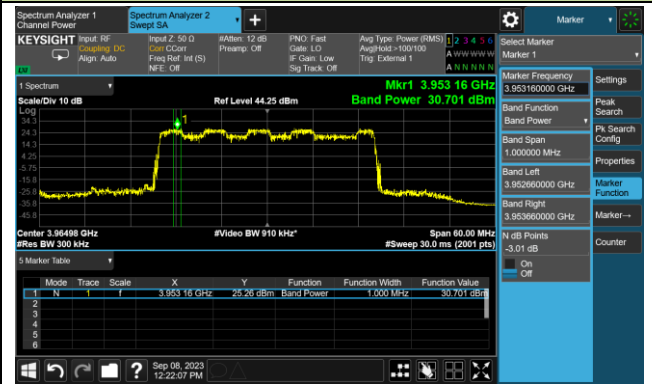 Spectrum Analyzer 1
Channel Power
Spectrum Analyzer 2
Swept SA
Marker
KEYSIGHT
Input: RF
Coupling: DC
Align: Auto
Input Z: 50 Ω
Corr CCorr
Freq Ref: Int (S)
NFE: Off
#Atten: 12 dB
Preamp: Off
PNO: Fast
Gate: LO
IF Gain: Low
Sig Track: Off
Avg Type: Power (RMS)
Avg|Hold:>100/100
Trig: External 1
1 2 3 4 5 6
A W W W W W
A N N N N N
Select Marker
Marker 1
1 Spectrum
Scale/Div 10 dB
Log
Ref Level 44.25 dBm
Mkr1 3.953 16 GHz
Band Power 30.701 dBm
34.3
24.3
14.3
4.25
-5.75
-15.8
-25.8
-35.8
-45.8
1
Center 3.96498 GHz
#Res BW 300 kHz
#Video BW 910 kHz*
Span 60.00 MHz
#Sweep 30.0 ms (2001 pts)
5 Marker Table
Mode Trace Scale X Y Function Function Width Function Value
1 N 1 f 3.953 16 GHz 25.26 dBm Band Power 1.000 MHz 30.701 dBm
2
3
4
5
6
Marker Frequency
3.953160000 GHz
Band Function
Band Power
Band Span
1.000000 MHz
Band Left
3.952660000 GHz
Band Right
3.953660000 GHz
N dB Points
-3.01 dB
On
Off
Settings
Peak
Search
Pk Search
Config
Properties
Marker
Function
Marker→
Counter
Sep 08, 2023
12:22:07 PM